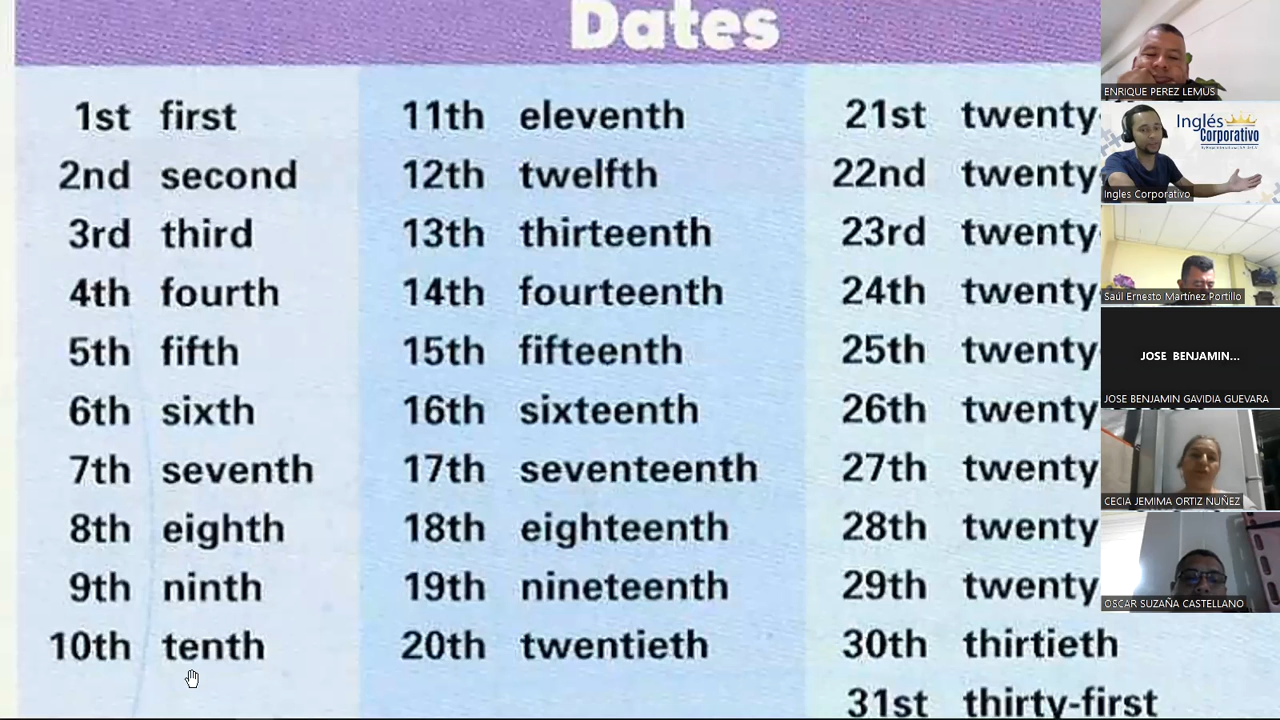 Dates
1st first
2nd second
3rd third
4th fourth
5th fifth
6th sixth
7th seventh
8th eighth
9th ninth
10th tenth
11th eleventh
12th twelfth
13th thirteenth
14th fourteenth
15th fifteenth
16th sixteenth
17th seventeenth
18th eighteenth
19th nineteenth
20th twentieth
21st twenty-
22nd twenty
23rd twenty-
24th twenty
25th twenty-
26th twenty
27th twenty
28th twenty
29th twenty
30th thirtieth
31st thirty-first
ENRIQUE PEREZ LEMUS
Inglés
Corporativo
Ingles Corporativo
Saúl Ernesto Martínez Portillo
JOSE BENJAMIN...
JOSE BENJAMIN GAVIDIA GUEVARA
CECIA JEMIMA ORTIZ NUÑEZ
OSCAR SUZAÑA CASTELLANO